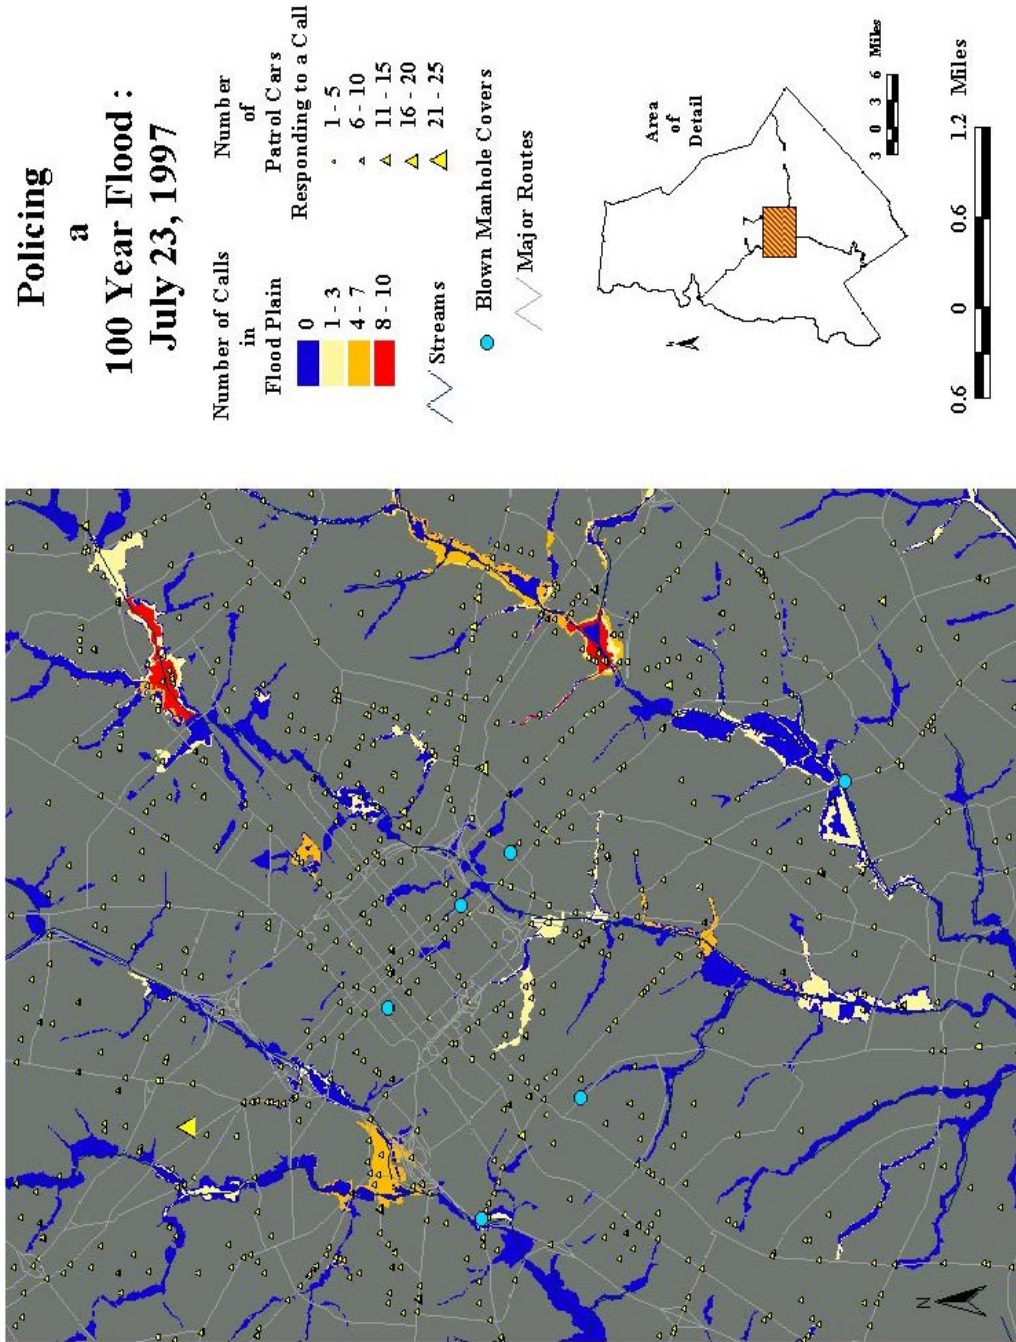 Policing
a
100 Year Flood :
July 23, 1997
Number of Calls
in
Flood Plain
0
1 - 3
4 - 7
8 - 10
Streams
Number
of
Patrol Cars
Responding to a Call
1 - 5
6 - 10
11 - 15
16 - 20
21 - 25
Blown Manhole Covers
Major Routes
Area
of
Detail
3 0 3 6 Miles
0.6 0 0.6 1.2 Miles
N